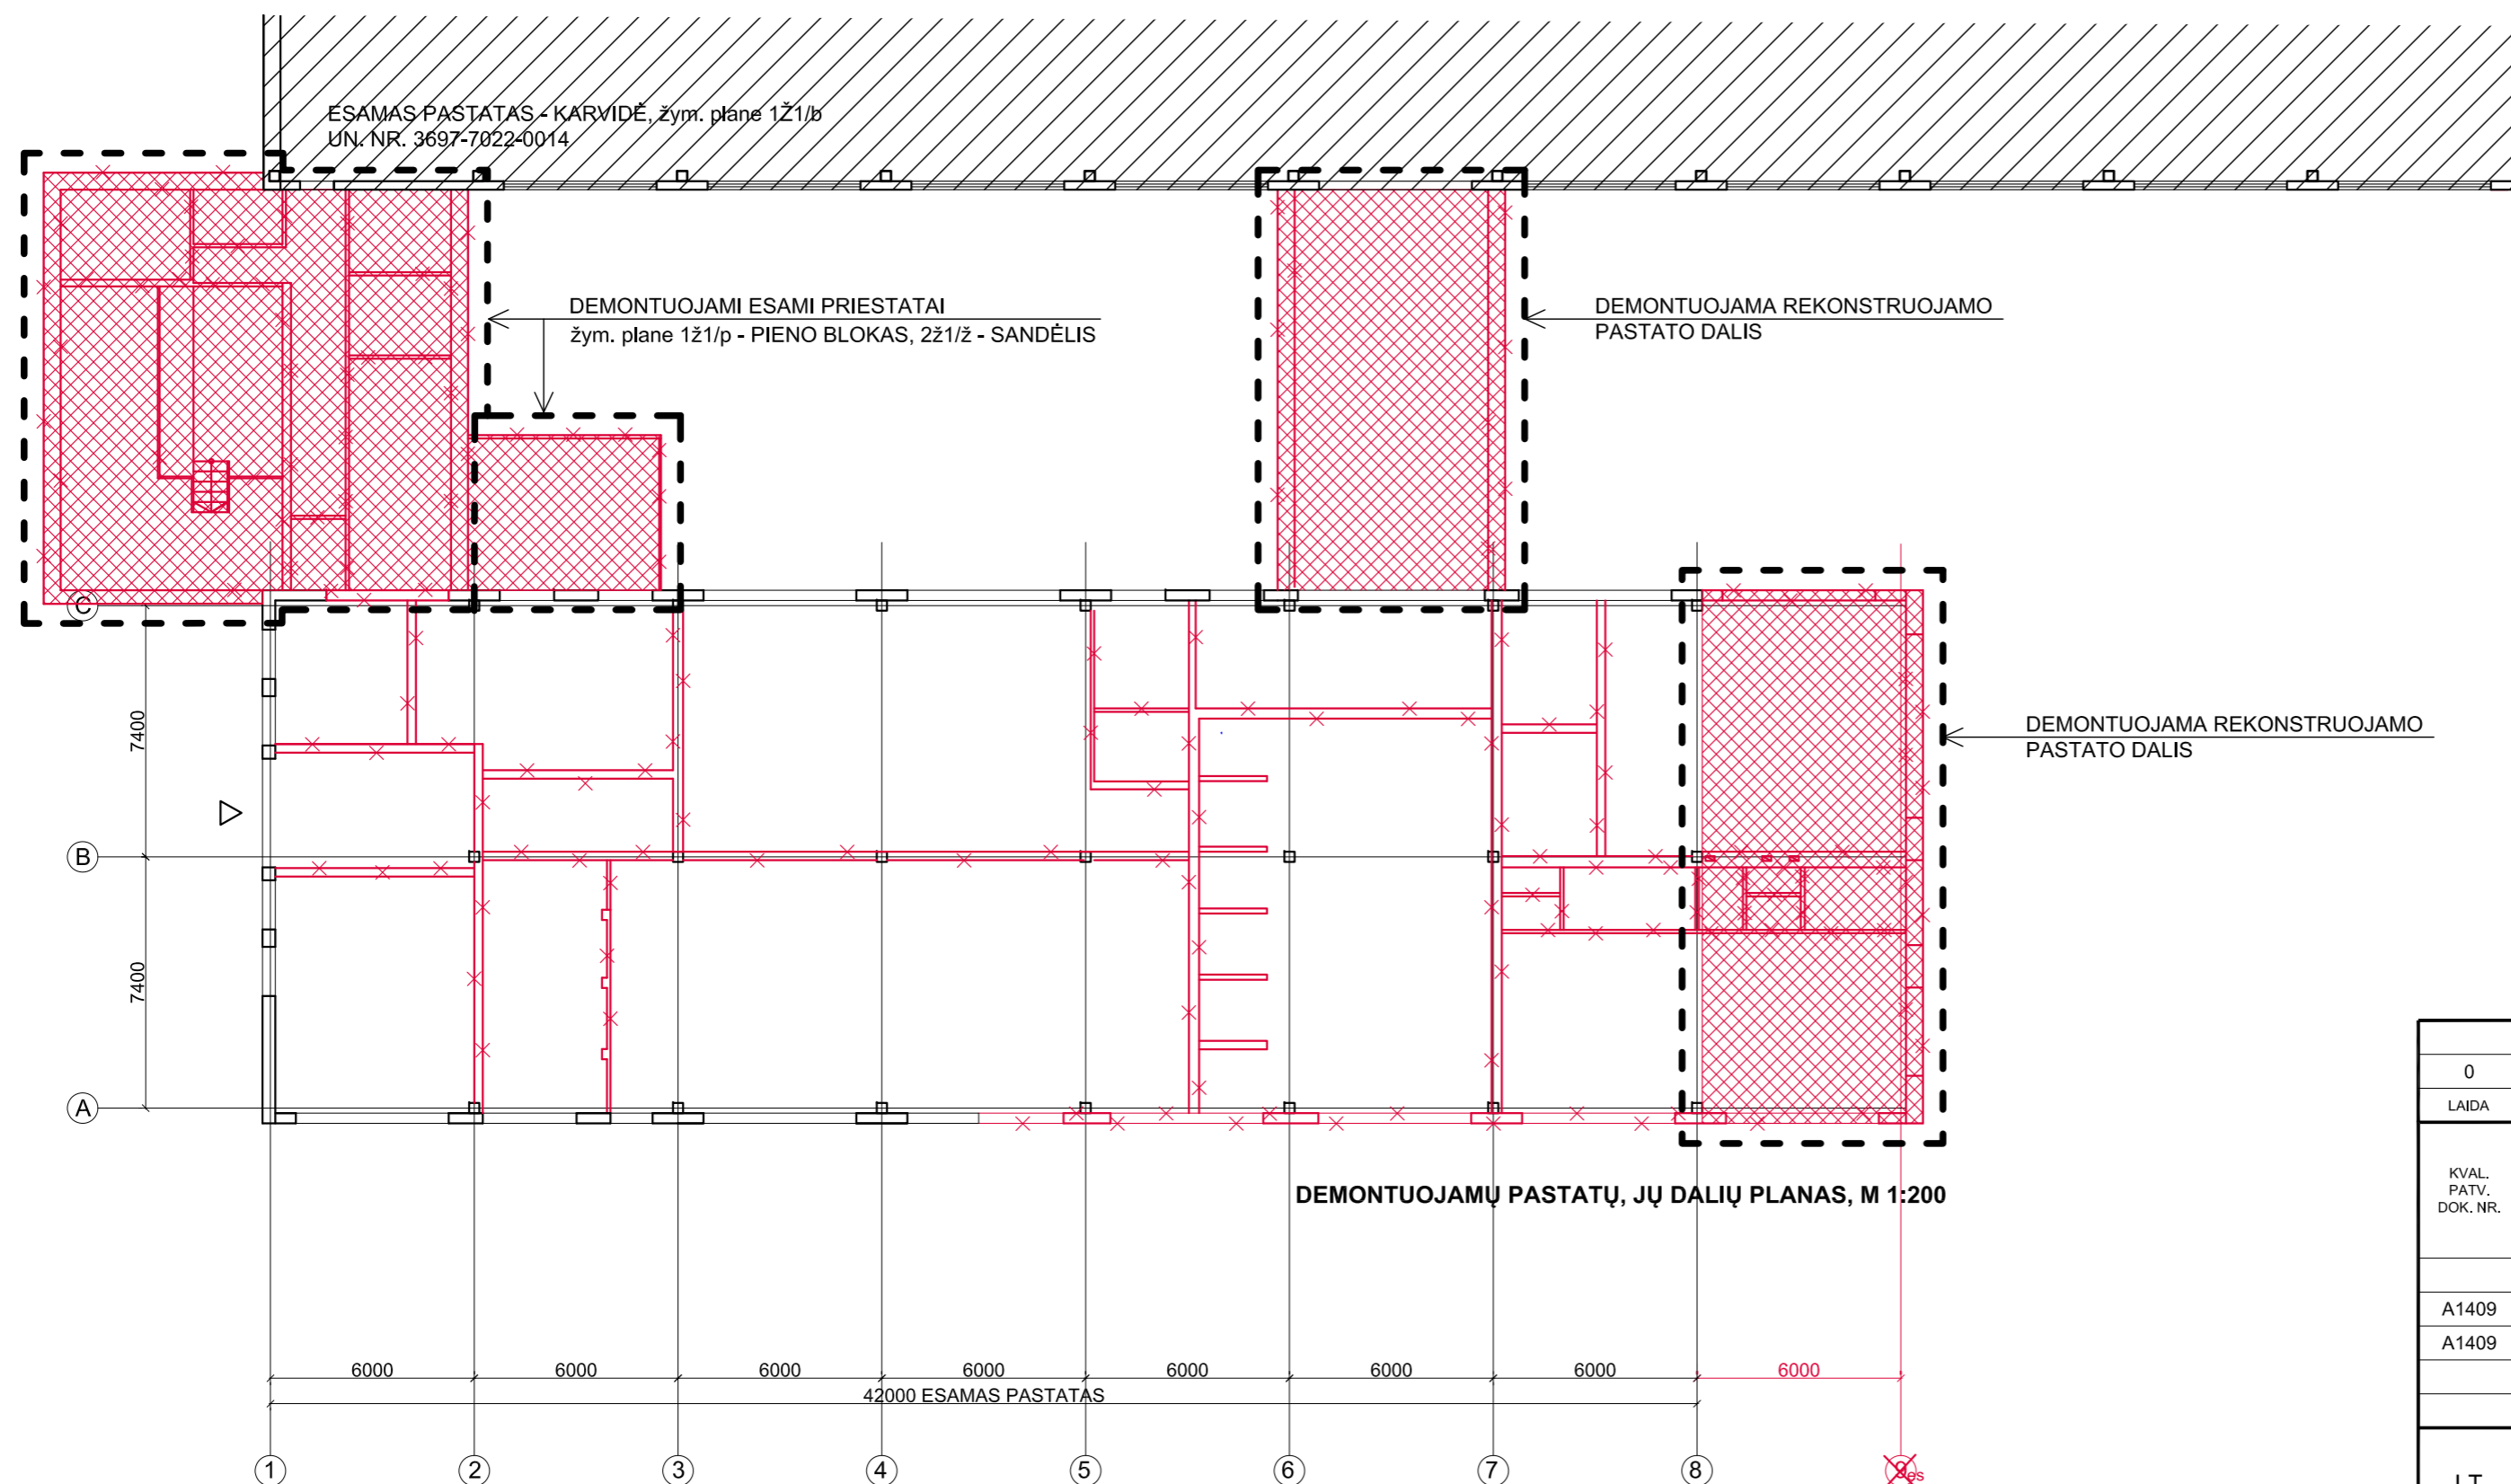 ESAMAS PASTATAS - KARVIDĖ, žym. plane 1Ž1/b
UN. NR. 3697-7022-0014
DEMONTUOJAMI ESAMI PRIESTATAI
žym. plane 1ž1/p - PIENO BLOKAS, 2ž1/ž - SANDĖLIS
DEMONTUOJAMA REKONSTRUOJAMO
PASTATO DALIS
DEMONTUOJAMA REKONSTRUOJAMO
PASTATO DALIS
C
7400
B
7400
A
DEMONTUOJAMŲ PASTATŲ, JŲ DALIŲ PLANAS, M 1:200
6000 6000 6000 6000 6000 6000 6000 6000
42000 ESAMAS PASTATAS
1 2 3 4 5 6 7 8 9es
0
LAIDA
KVAL.
PATV.
DOK. NR.
A1409
A1409
LT